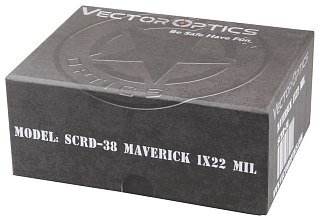 VECTOR OPTICS
Be Safe Have Fun.
MODEL: SCRD-38 MAVERICK 1X22 MIL